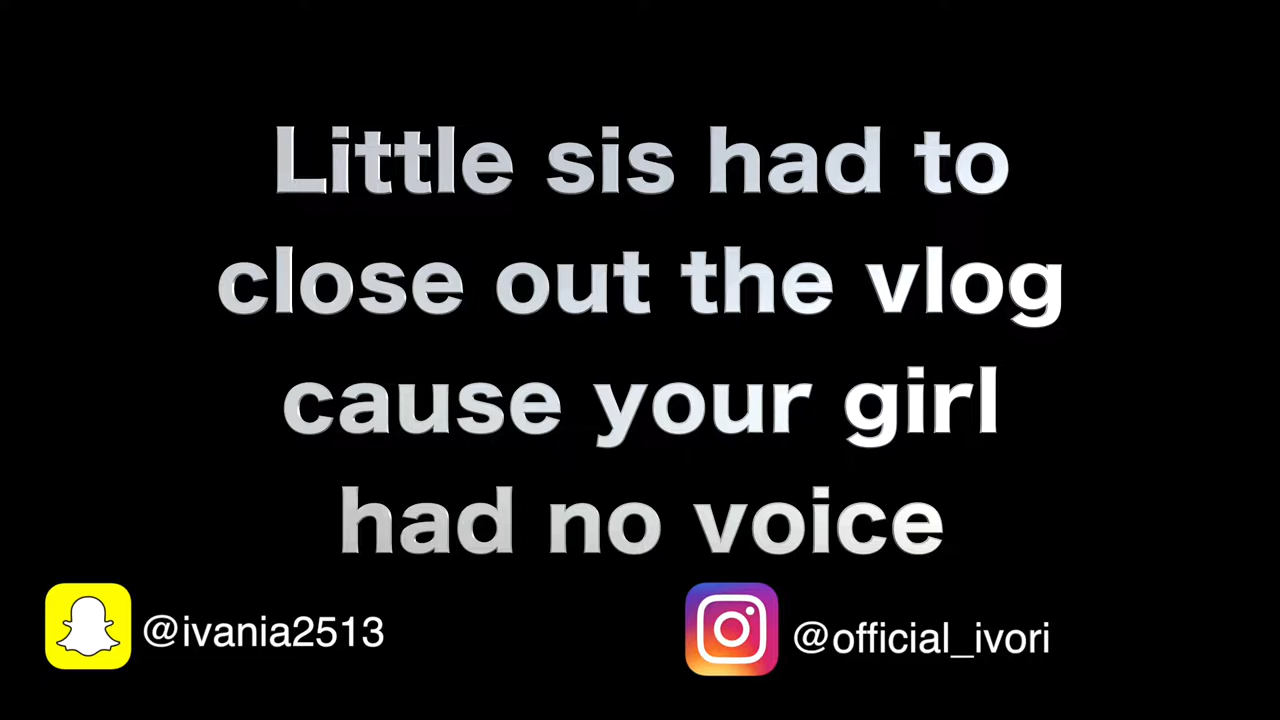 Little sis had to
close out the vlog
cause your girl
had no voice
@ivania2513
@official_ivori